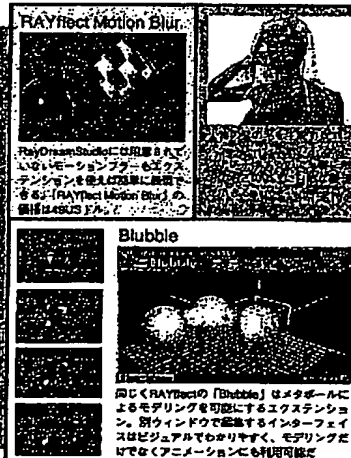 RAYflect Motion Blur
RayDreamStudioには用意されて
いないモーションブラーもエクス
テンションを使えば簡単に表現で
きる。「RAYflect Motion Blur」の
価格は49USドル。
Blubble
同じくRAYflectの「Blubble」はメタボールに
よるモデリングを可能にするエクステンショ
ン。別ウィンドウで編集するインターフェイ
スはビジュアルでわかりやすく、モデリングだ
けでなくアニメーションにも利用可能だ